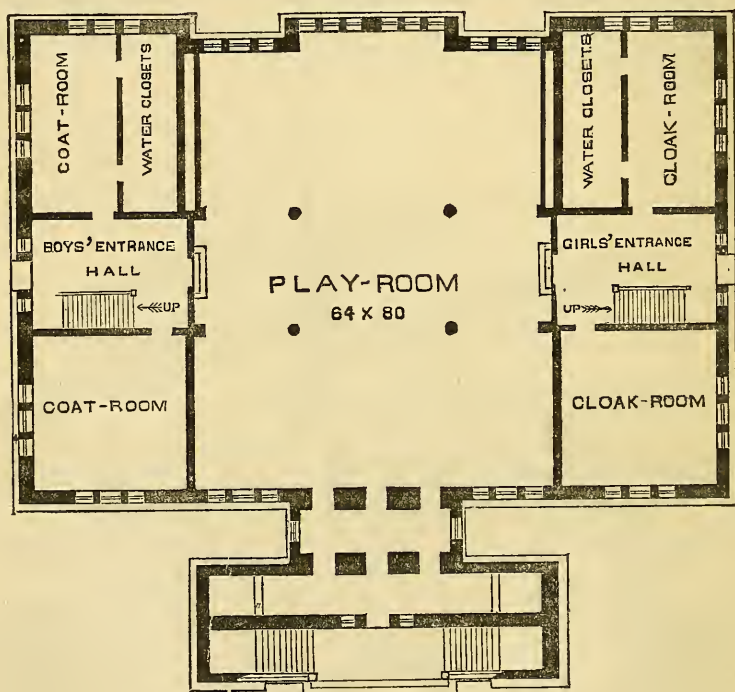 COAT-ROOM
WATER CLOSETS
WATER CLOSETS
CLOAK-ROOM
BOYS' ENTRANCE
HALL
UP
PLAY-ROOM
64 X 80
GIRLS' ENTRANCE
HALL
UP
COAT-ROOM
CLOAK-ROOM